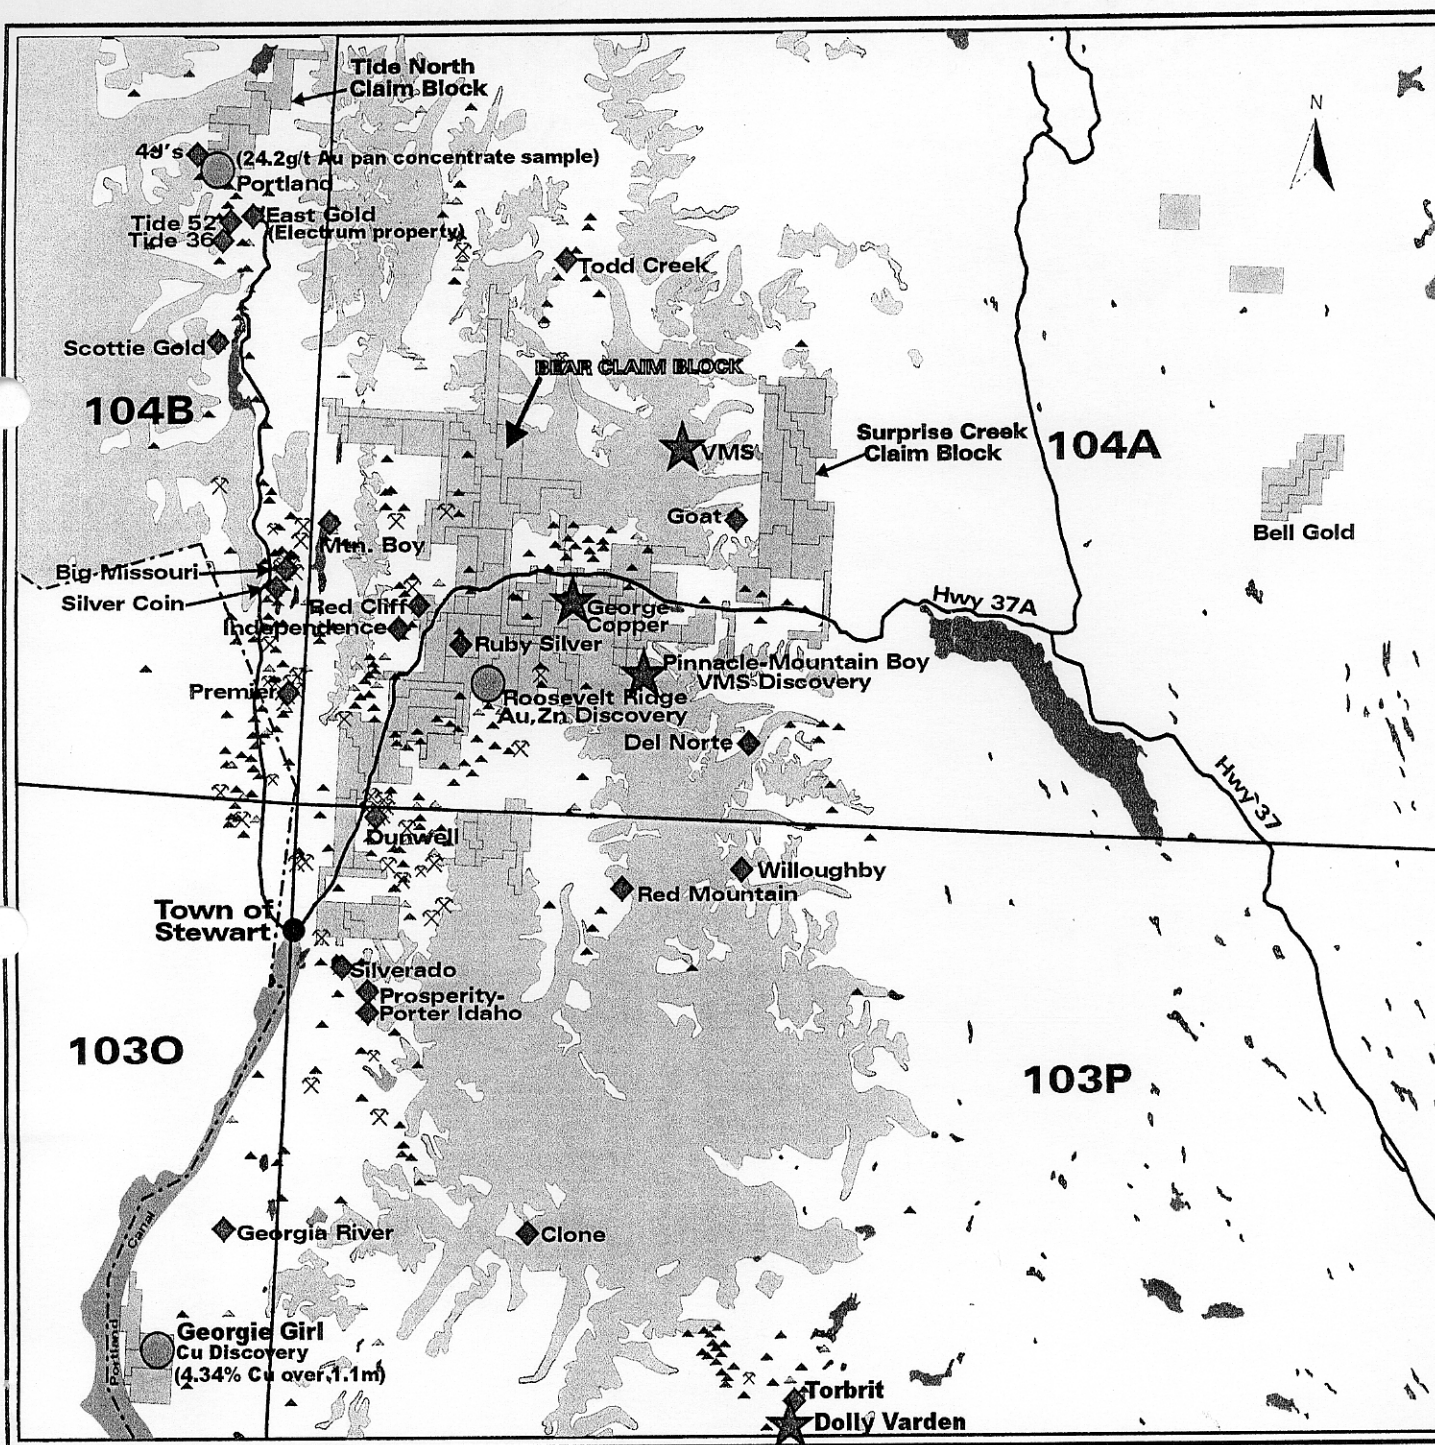 Tide North
Claim Block
N
4J's
(24.2g/t Au pan concentrate sample)
Portland
Tide 52
East Gold
(Electrum property)
Tide 36
Todd Creek
Scottie Gold
BEAR CLAIM BLOCK
104B
VMS
Surprise Creek
Claim Block
104A
Goat
Bell Gold
Mtn. Boy
Big Missouri
Silver Coin
Red Cliff
Independence
George
Copper
Hwy 37A
Ruby Silver
Pinnacle-Mountain Boy
VMS Discovery
Premier
Roosevelt Ridge
Au,Zn Discovery
Del Norte
Hwy 37
Dunwell
Willoughby
Red Mountain
Town of
Stewart
Silverado
Prosperity-
Porter Idaho
103O
103P
Georgia River
Clone
Portland
Canal
Georgie Girl
Cu Discovery
(4.34% Cu over 1.1m)
Torbrit
Dolly Varden